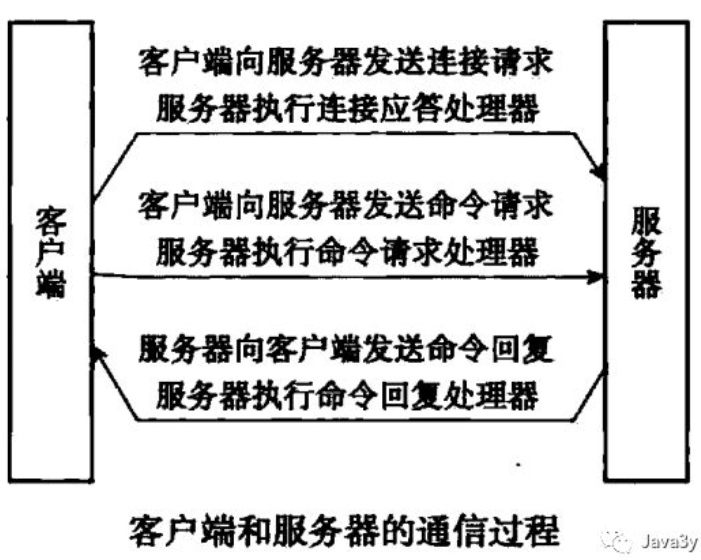 客户端向服务器发送连接请求
服务器执行连接应答处理器
客户端向服务器发送命令请求
服务器执行命令请求处理器
客户端
服务器
服务器向客户端发送命令回复
服务器执行命令回复处理器
客户端和服务器的通信过程
Java3y